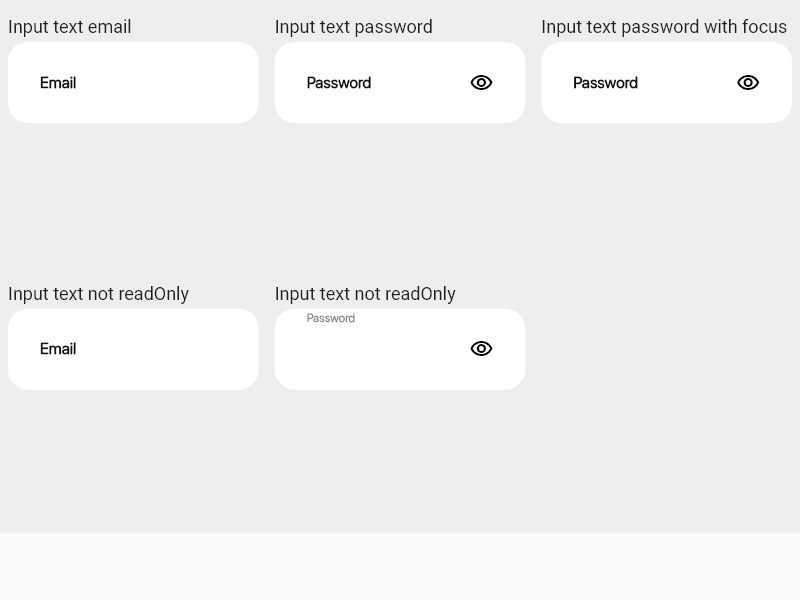 Input text email
Input text password
Input text password with focus
Email
Password
Password
Input text not readOnly
Input text not readOnly
Email
Password